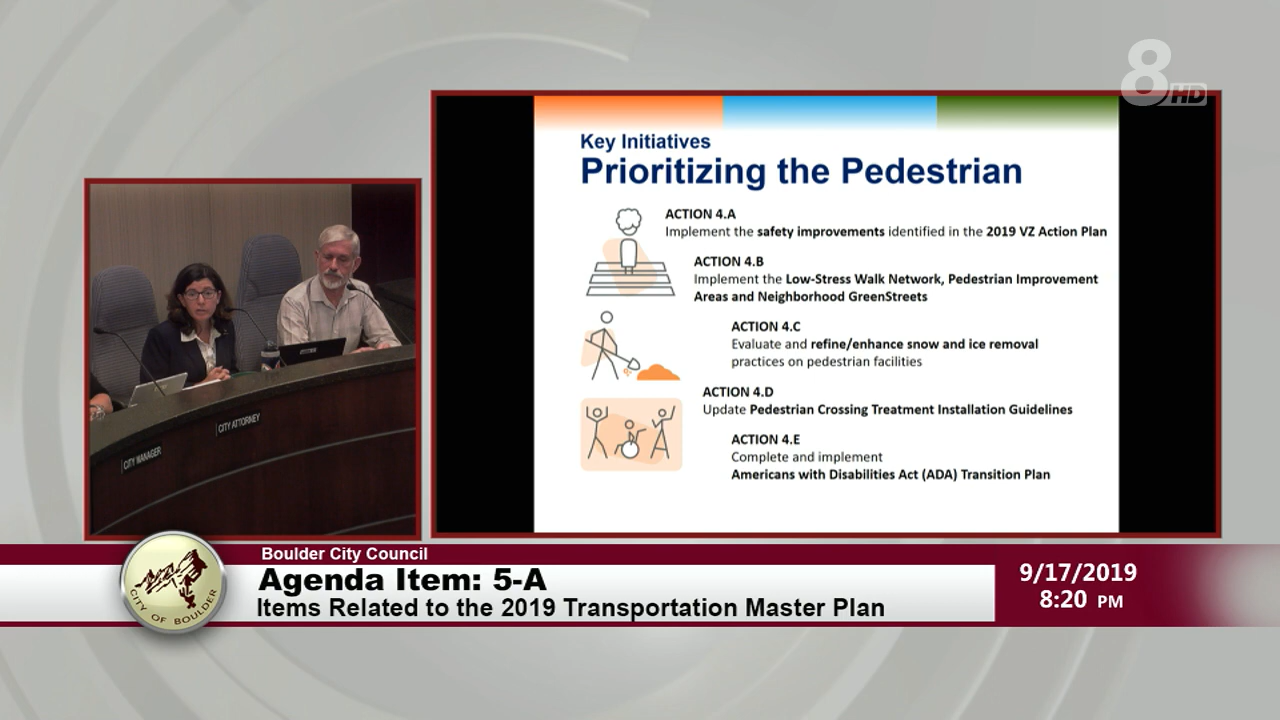 8HD
Key Initiatives
Prioritizing the Pedestrian
ACTION 4.A
Implement the safety improvements identified in the 2019 VZ Action Plan
ACTION 4.B
Implement the Low-Stress Walk Network, Pedestrian Improvement
Areas and Neighborhood GreenStreets
ACTION 4.C
Evaluate and refine/enhance snow and ice removal
practices on pedestrian facilities
ACTION 4.D
Update Pedestrian Crossing Treatment Installation Guidelines
ACTION 4.E
Complete and implement
Americans with Disabilities Act (ADA) Transition Plan
CITY MANAGER
CITY ATTORNEY
CITY OF BOULDER
Boulder City Council
Agenda Item: 5-A
Items Related to the 2019 Transportation Master Plan
9/17/2019
8:20 PM